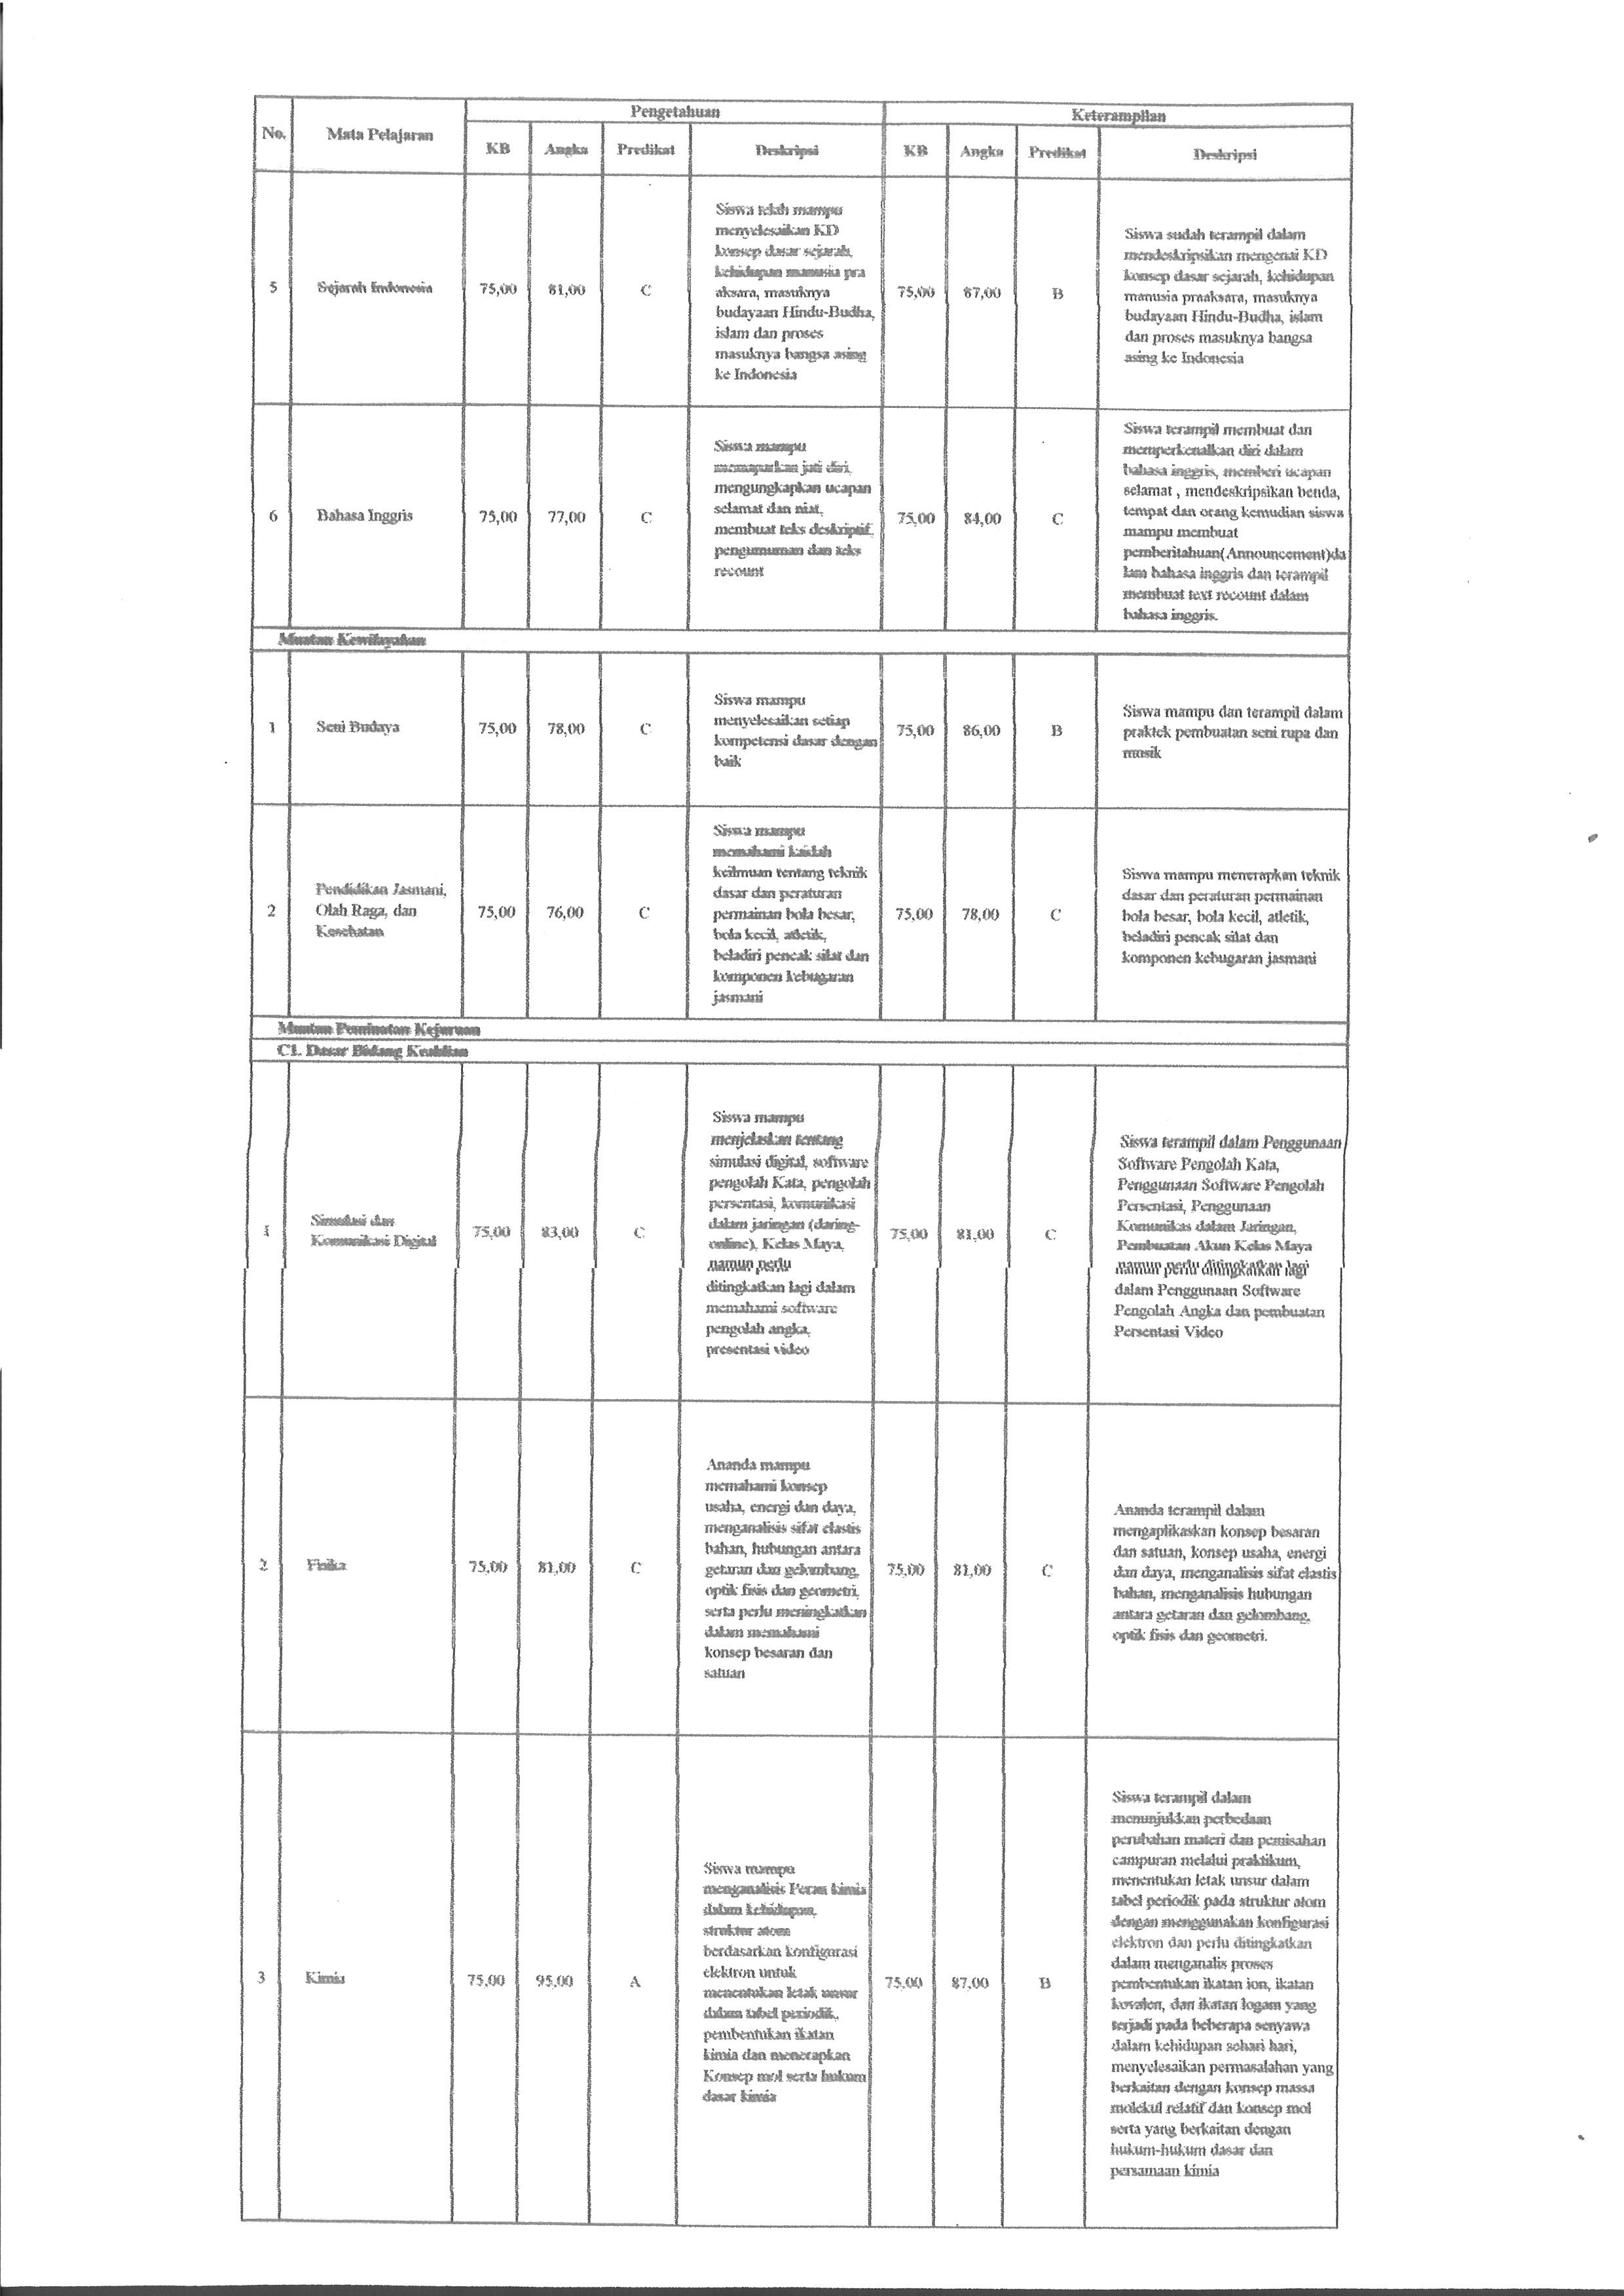 No.
Mata Pelajaran
Pengetahuan
Keterampilan
KB
Angka
Predikat
Deskripsi
KB
Angka
Predikat
Deskripsi
5
Sejarah Indonesia
75,00
81,00
C
Siswa telah mampu
menyelesaikan KD
konsep dasar sejarah,
kehidupan manusia pra
aksara, masuknya
budayaan Hindu-Budha,
islam dan proses
masuknya bangsa asing
ke Indonesia
75,00
87,00
B
Siswa sudah terampil dalam
mendeskripsikan mengenai KD
konsep dasar sejarah, kehidupan
manusia praaksara, masuknya
budayaan Hindu-Budha, islam
dan proses masuknya bangsa
asing ke Indonesia
6
Bahasa Inggris
75,00
77,00
C
Siswa mampu
memaparkan jati diri,
mengungkapkan ucapan
selamat dan niat,
membuat teks deskriptif,
pengumuman dan teks
recount
75,00
84,00
C
Siswa terampil membuat dan
memperkenalkan diri dalam
bahasa inggris, memberi ucapan
selamat , mendeskripsikan benda,
tempat dan orang kemudian siswa
mampu membuat
pemberitahuan(Announcement)da
lam bahasa inggris dan terampil
membuat text recount dalam
bahasa inggris.
Muatan Kewilayahan
1
Seni Budaya
75,00
78,00
C
Siswa mampu
menyelesaikan setiap
kompetensi dasar dengan
baik
75,00
86,00
B
Siswa mampu dan terampil dalam
praktek pembuatan seni rupa dan
musik
2
Pendidikan Jasmani,
Olah Raga, dan
Kesehatan
75,00
76,00
C
Siswa mampu
memahami kaidah
keilmuan tentang teknik
dasar dan peraturan
permainan bola besar,
bola kecil, atletik,
beladiri pencak silat dan
komponen kebugaran
jasmani
75,00
78,00
C
Siswa mampu menerapkan teknik
dasar dan peraturan permainan
bola besar, bola kecil, atletik,
beladiri pencak silat dan
komponen kebugaran jasmani
Muatan Peminatan Kejuruan
C1. Dasar Bidang Keahlian
1
Simulasi dan
Komunikasi Digital
75,00
83,00
C
Siswa mampu
menjelaskan tentang
simulasi digital, software
pengolah Kata, pengolah
persentasi, komunikasi
dalam jaringan (daring-
online), Kelas Maya,
namun perlu
ditingkatkan lagi dalam
memahami software
pengolah angka,
presentasi video
75,00
81,00
C
Siswa terampil dalam Penggunaan
Software Pengolah Kata,
Penggunaan Software Pengolah
Persentasi, Penggunaan
Komunikas dalam Jaringan,
Pembuatan Akun Kelas Maya
namun perlu ditingkatkan lagi
dalam Penggunaan Software
Pengolah Angka dan pembuatan
Persentasi Video
2
Fisika
75,00
81,00
C
Ananda mampu
memahami konsep
usaha, energi dan daya,
menganalisis sifat elastis
bahan, hubungan antara
getaran dan gelombang,
optik fisis dan geometri,
serta perlu meningkatkan
dalam memahami
konsep besaran dan
satuan
75,00
81,00
C
Ananda terampil dalam
mengaplikaskan konsep besaran
dan satuan, konsep usaha, energi
dan daya, menganalisis sifat elastis
bahan, menganalisis hubungan
antara getaran dan gelombang,
optik fisis dan geometri.
3
Kimia
75,00
95,00
A
Siswa mampu
menganalisis Peran kimia
dalam kehidupan,
struktur atom
berdasarkan konfigurasi
elektron untuk
menentukan letak unsur
dalam tabel periodik,
pembentukan ikatan
kimia dan menerapkan
Konsep mol serta hukum
dasar kimia
75,00
87,00
B
Siswa terampil dalam
menunjukkan perbedaan
perubahan materi dan pemisahan
campuran melalui praktikum,
menentukan letak unsur dalam
tabel periodik pada struktur atom
dengan menggunakan konfigurasi
elektron dan perlu ditingkatkan
dalam menganalis proses
pembentukan ikatan ion, ikatan
kovalen, dan ikatan logam yang
terjadi pada beberapa senyawa
dalam kehidupan sehari hari,
menyelesaikan permasalahan yang
berkaitan dengan konsep massa
molekul relatif dan konsep mol
serta yang berkaitan dengan
hukum-hukum dasar dan
persamaan kimia